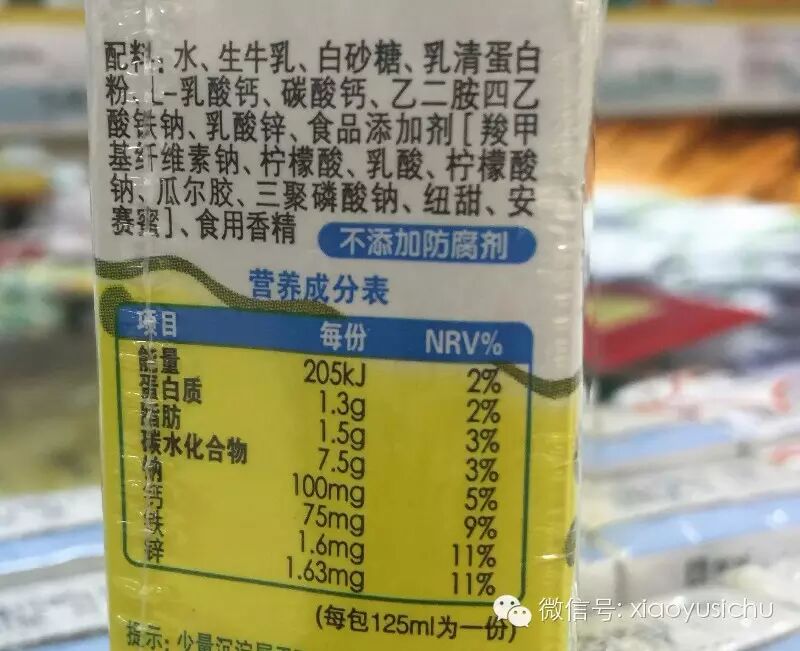 配料:水、生牛乳、白砂糖、乳清蛋白
粉、L-乳酸钙、碳酸钙、乙二胺四乙
酸铁钠、乳酸锌、食品添加剂[羧甲
基纤维素钠、柠檬酸、乳酸、柠檬酸
钠、瓜尔胶、三聚磷酸钠、纽甜、安
赛蜜]、食用香精
不添加防腐剂
营养成分表
项目 每份 NRV%
能量 205kJ 2%
蛋白质 1.3g 2%
脂肪 1.5g 3%
碳水化合物 7.5g 3%
钠 100mg 5%
钙 75mg 9%
铁 1.6mg 11%
锌 1.63mg 11%
(每包125ml为一份)
提示:少量沉淀属
微信号: xiaoyusichu